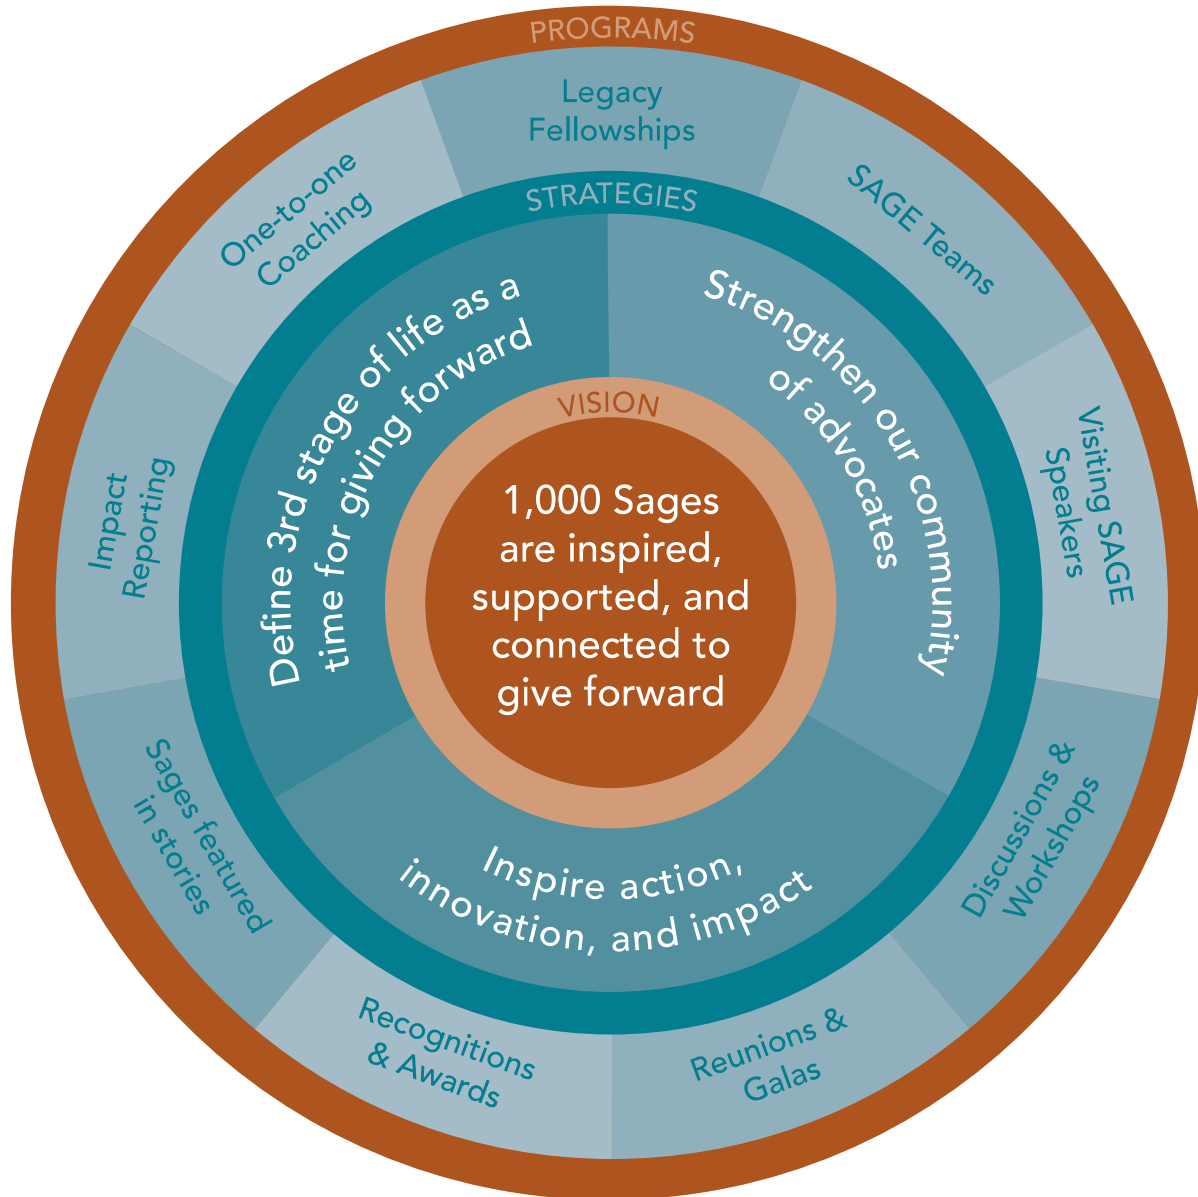 PROGRAMS
Legacy
Fellowships
SAGE Teams
Visiting SAGE
Speakers
Discussions &
Workshops
Reunions &
Galas
Recognitions
& Awards
Sages featured
in stories
Impact
Reporting
One-to-one
Coaching
STRATEGIES
Define 3rd stage of life as a
time for giving forward
Strengthen our community
of advocates
Inspire action,
innovation, and impact
VISION
1,000 Sages
are inspired,
supported, and
connected to
give forward